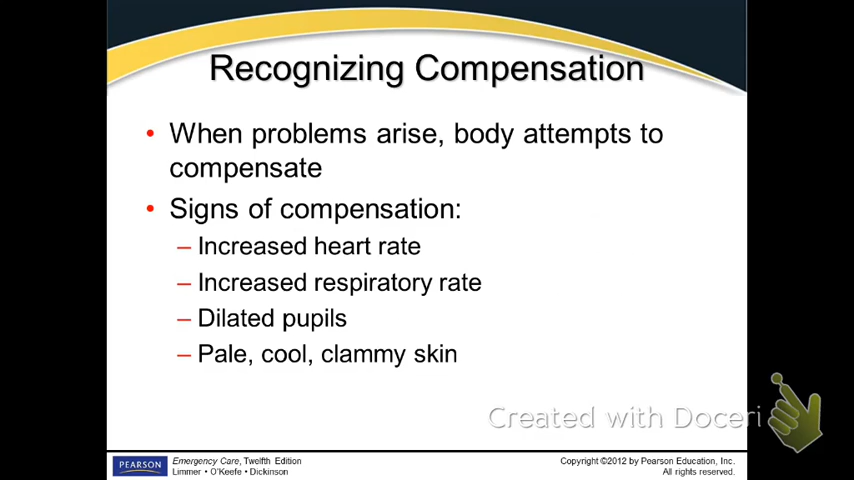 Recognizing Compensation
• When problems arise, body attempts to
compensate
• Signs of compensation:
– Increased heart rate
– Increased respiratory rate
– Dilated pupils
– Pale, cool, clammy skin
Created with Doceri
PEARSON
Emergency Care, Twelfth Edition
Limmer • O'Keefe • Dickinson
Copyright ©2012 by Pearson Education, Inc.
All rights reserved.